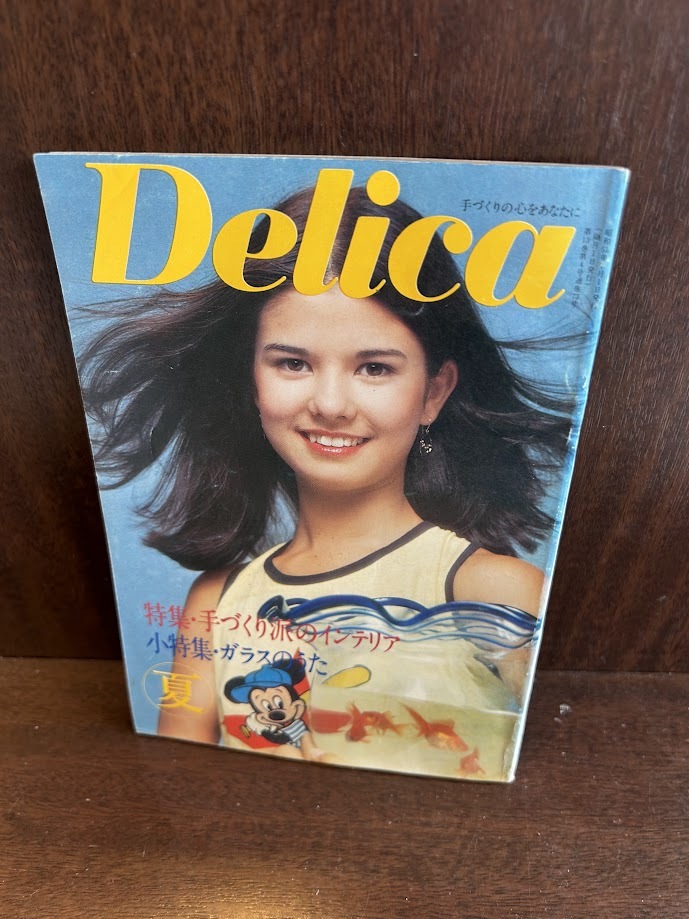 Delica
手づくりの心をあなたに
特集・手づくり派のインテリア
小特集・ガラスのうた
夏